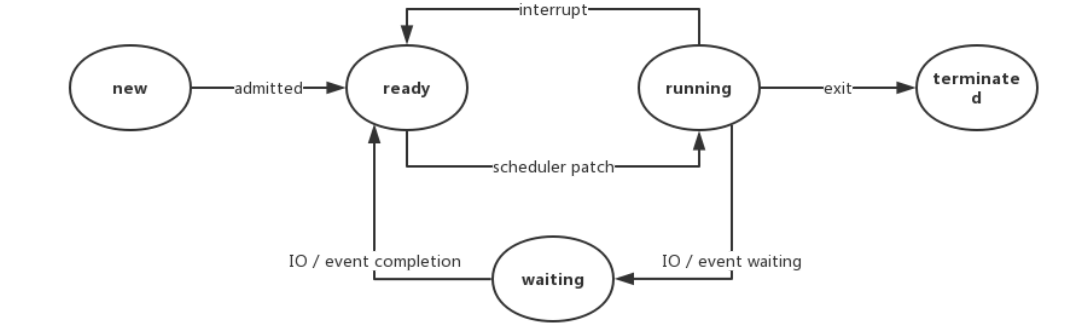 interrupt
new
admitted
ready
running
exit
terminate
d
scheduler patch
IO / event completion
IO / event waiting
waiting